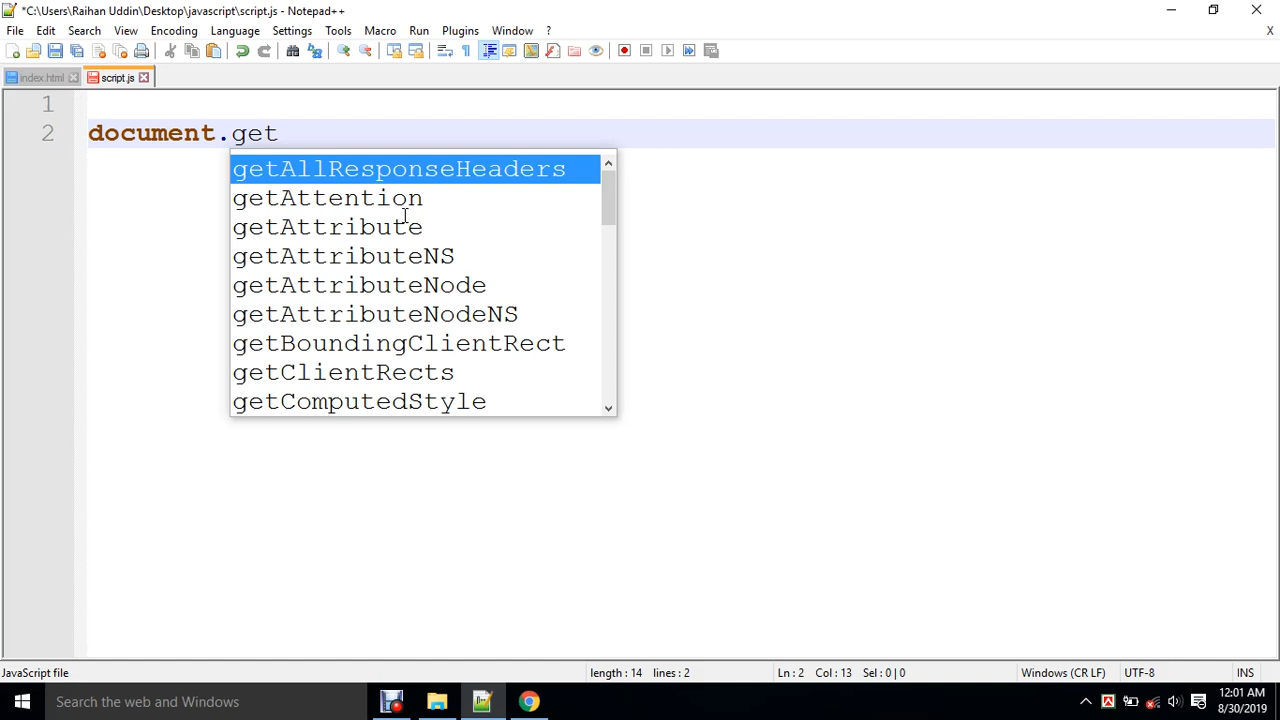 *C:\Users\Raihan Uddin\Desktop\javascript\script.js - Notepad++
File Edit Search View Encoding Language Settings Tools Macro Run Plugins Window ? X
index.html script.js
1
2 document.get
getAllResponseHeaders
getAttention
getAttribute
getAttributeNS
getAttributeNode
getAttributeNodeNS
getBoundingClientRect
getClientRects
getComputedStyle
JavaScript file length : 14 lines : 2 Ln : 2 Col : 13 Sel : 0 | 0 Windows (CR LF) UTF-8 INS
Search the web and Windows
12:01 AM
8/30/2019